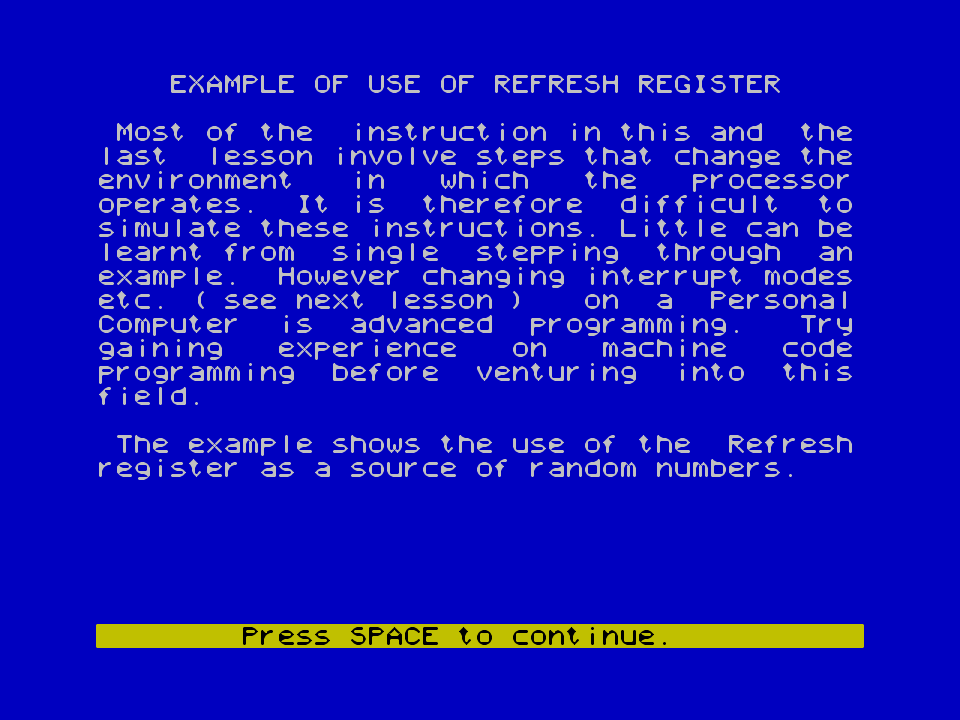 EXAMPLE OF USE OF REFRESH REGISTER
Most of the  instruction in this and  the
last  lesson involve steps that change the
environment   in   which   the   processor
operates.  It is  therefore  difficult  to
simulate these instructions. Little can be
learnt from  single  stepping  through  an
example.  However changing interrupt modes
etc. ( see next lesson )   on  a  Personal
Computer  is  advanced  programming.   Try
gaining   experience   on   machine   code
programming  before  venturing  into  this
field.
The example shows the use of the  Refresh
register as a source of random numbers.
Press SPACE to continue.